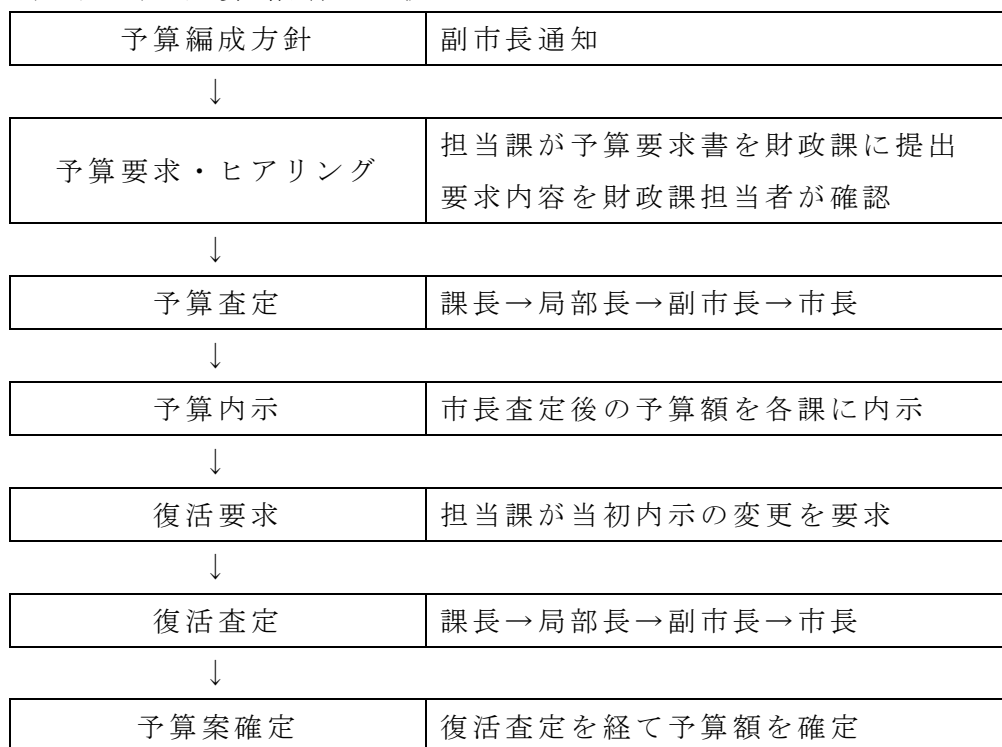 予算編成方針 副市長通知
↓
予算要求・ヒアリング 担当課が予算要求書を財政課に提出
要求内容を財政課担当者が確認
↓
予算査定 課長→局部長→副市長→市長
↓
予算内示 市長査定後の予算額を各課に内示
↓
復活要求 担当課が当初内示の変更を要求
↓
復活査定 課長→局部長→副市長→市長
↓
予算案確定 復活査定を経て予算額を確定